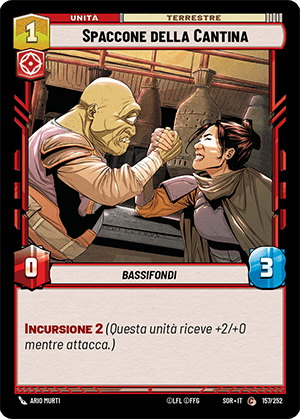 UNITÀ
TERRESTRE
1
SPACCONE DELLA CANTINA
0
3
BASSIFONDI
INCURSIONE 2 (Questa unità riceve +2/+0
mentre attacca.)
ARIO MURTI
©LFL ©FFG
SOR • IT C 157/252